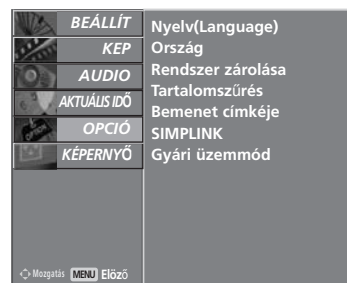 BEÁLLÍT
KEP
AUDIO
AKTUÁLIS IDŐ
OPCIÓ
KÉPERNYŐ
Nyelv(Language)
Ország
Rendszer zárolása
Tartalomszűrés
Bemenet címkéje
SIMPLINK
Gyári üzemmód
Mozgatás MENU Előző